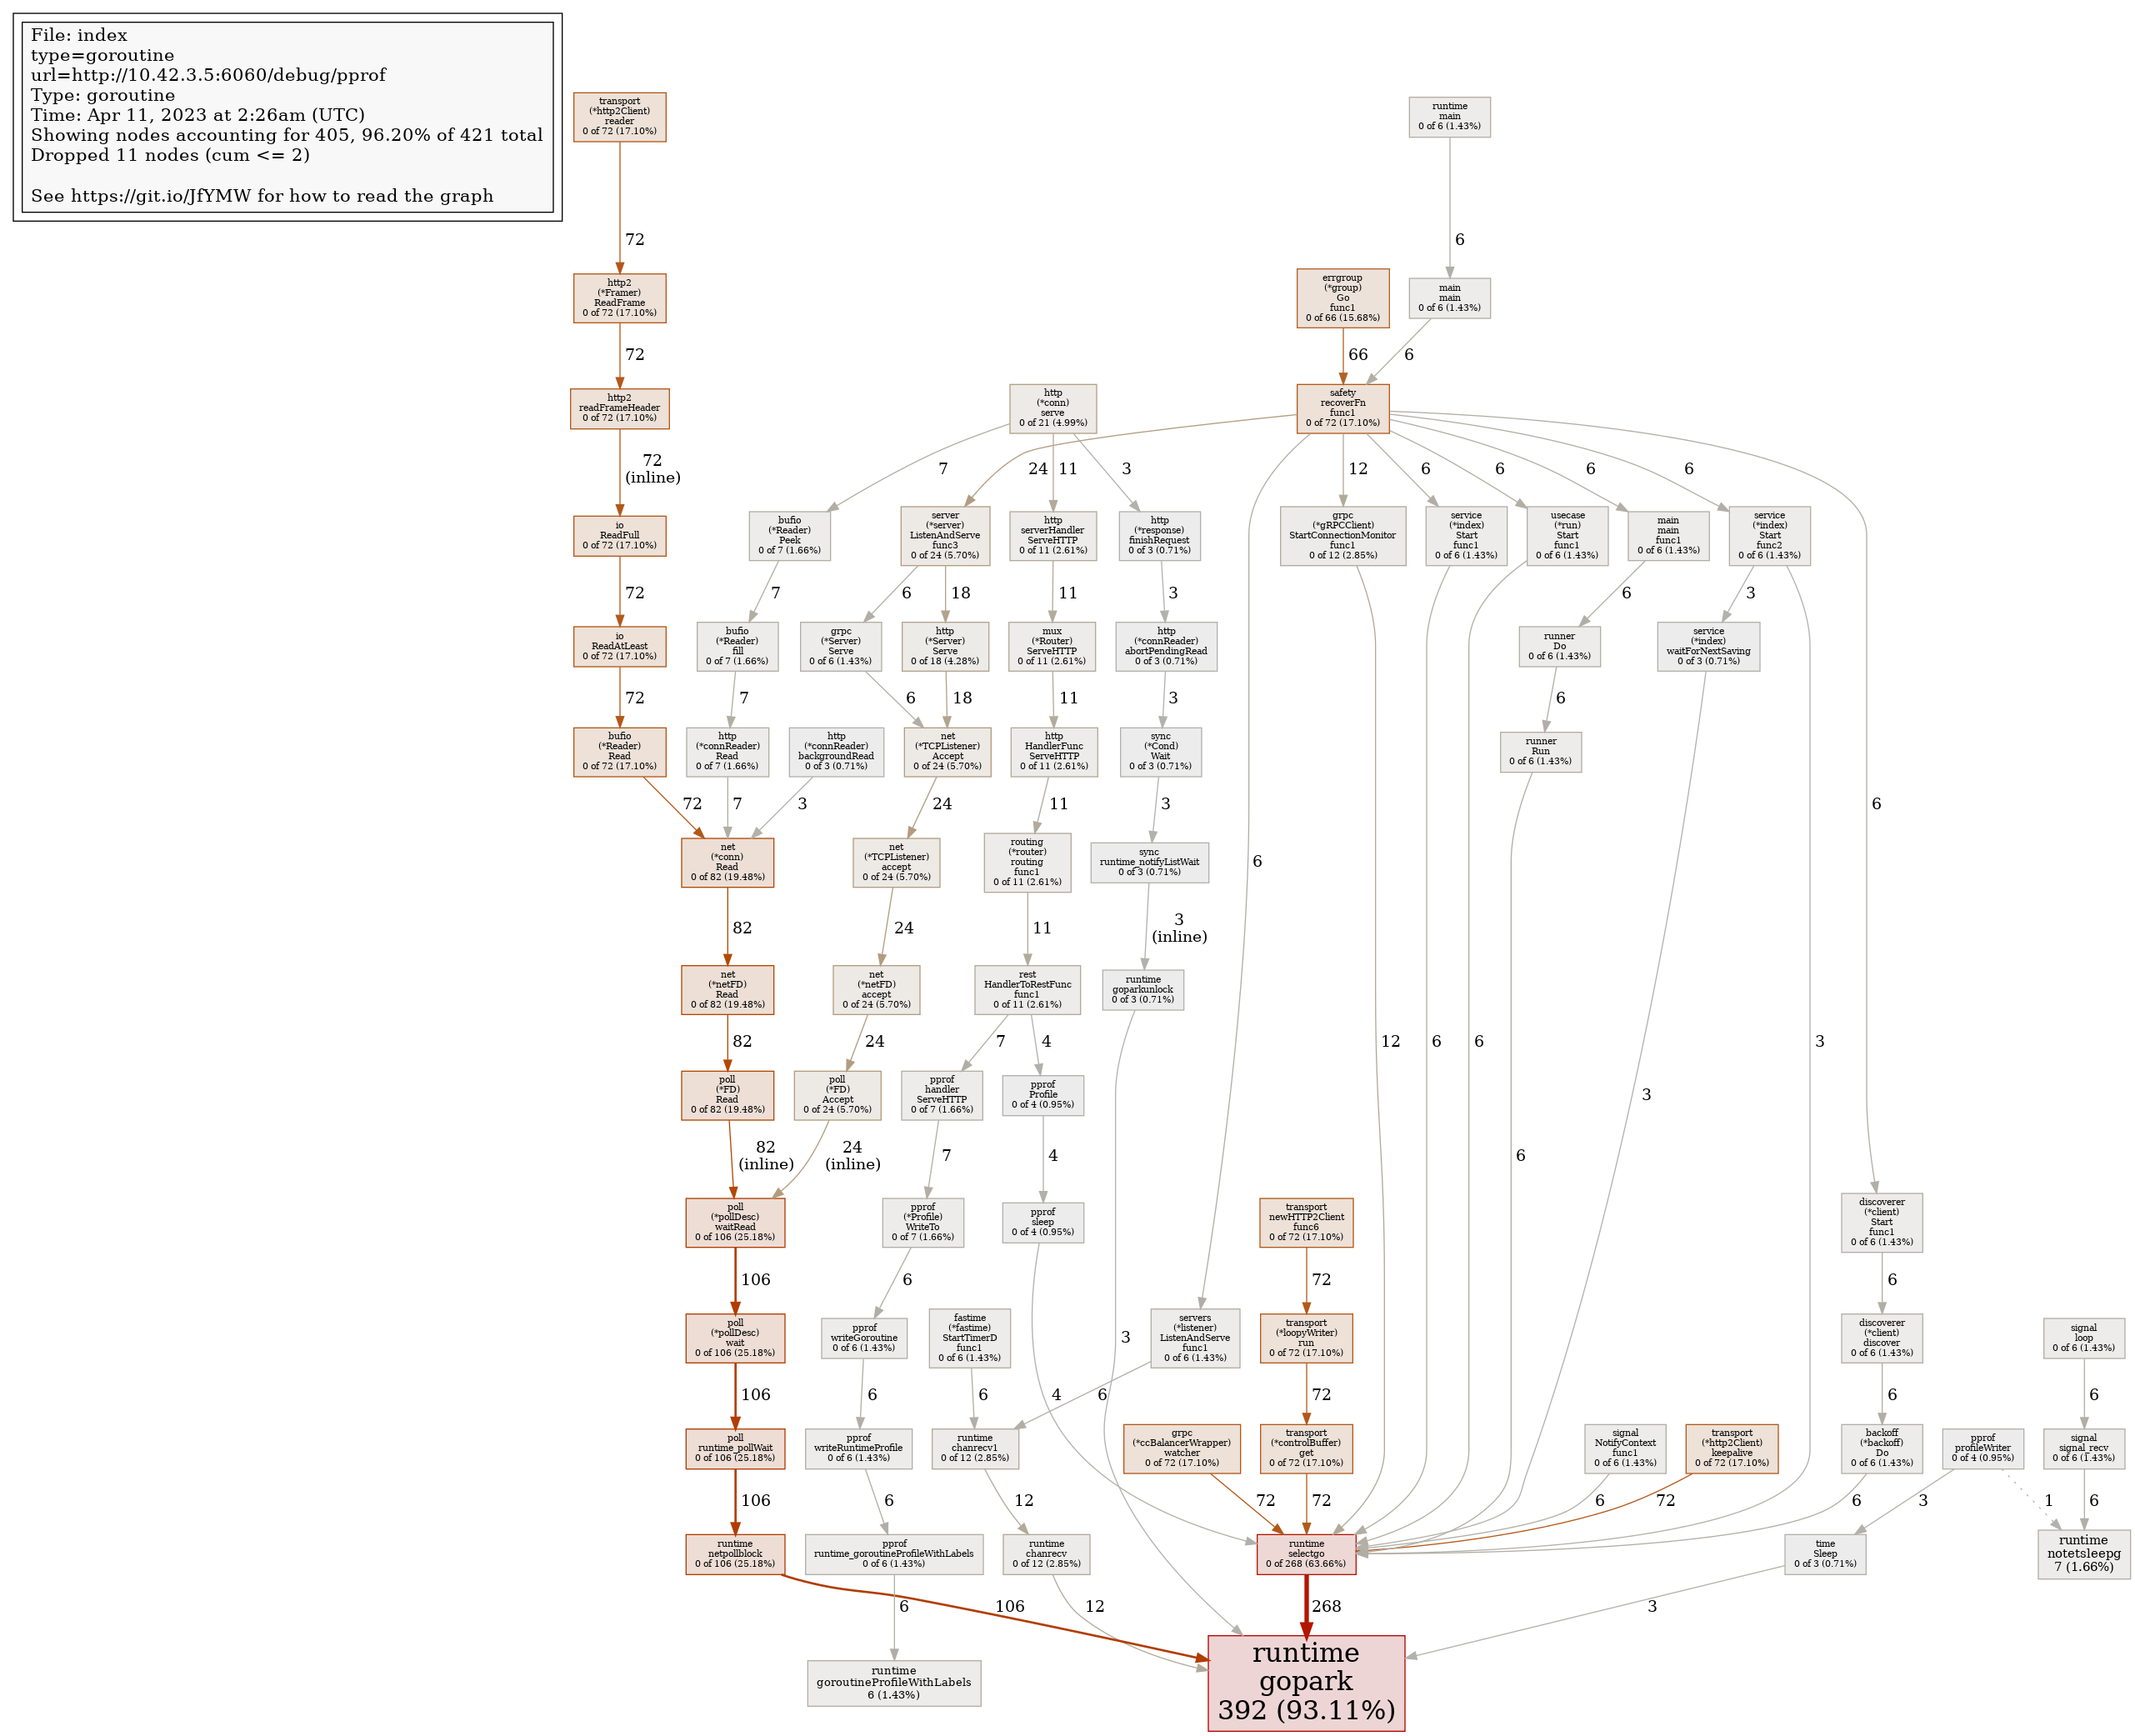 File: index
type=goroutine
url=http://10.42.3.5:6060/debug/pprof
Type: goroutine
Time: Apr 11, 2023 at 2:26am (UTC)
Showing nodes accounting for 405, 96.20% of 421 total
Dropped 11 nodes (cum <= 2)
See https://git.io/JfYMW for how to read the graph
transport
(*http2Client)
reader
0 of 72 (17.10%)
runtime
main
0 of 6 (1.43%)
72
6
http2
(*Framer)
ReadFrame
0 of 72 (17.10%)
errgroup
(*group)
Go
func1
0 of 66 (15.68%)
main
main
0 of 6 (1.43%)
72
66
6
http2
readFrameHeader
0 of 72 (17.10%)
http
(*conn)
serve
0 of 21 (4.99%)
safety
recoverFn
func1
0 of 72 (17.10%)
72
(inline)
7
24
11
3
12
6
6
6
6
io
ReadFull
0 of 72 (17.10%)
bufio
(*Reader)
Peek
0 of 7 (1.66%)
server
(*server)
ListenAndServe
func3
0 of 24 (5.70%)
http
serverHandler
ServeHTTP
0 of 11 (2.61%)
http
(*response)
finishRequest
0 of 3 (0.71%)
grpc
(*gRPCClient)
StartConnectionMonitor
func1
0 of 12 (2.85%)
service
(*index)
Start
func1
0 of 6 (1.43%)
usecase
(*run)
Start
func1
0 of 6 (1.43%)
main
main
func1
0 of 6 (1.43%)
service
(*index)
Start
func2
0 of 6 (1.43%)
72
7
6
18
11
3
6
3
io
ReadAtLeast
0 of 72 (17.10%)
bufio
(*Reader)
fill
0 of 7 (1.66%)
grpc
(*Server)
Serve
0 of 6 (1.43%)
http
(*Server)
Serve
0 of 18 (4.28%)
mux
(*Router)
ServeHTTP
0 of 11 (2.61%)
http
(*connReader)
abortPendingRead
0 of 3 (0.71%)
runner
Do
0 of 6 (1.43%)
service
(*index)
waitForNextSaving
0 of 3 (0.71%)
72
7
6
18
11
3
6
bufio
(*Reader)
Read
0 of 72 (17.10%)
http
(*connReader)
Read
0 of 7 (1.66%)
http
(*connReader)
backgroundRead
0 of 3 (0.71%)
net
(*TCPListener)
Accept
0 of 24 (5.70%)
http
HandlerFunc
ServeHTTP
0 of 11 (2.61%)
sync
(*Cond)
Wait
0 of 3 (0.71%)
runner
Run
0 of 6 (1.43%)
72
7
3
24
11
3
6
net
(*conn)
Read
0 of 82 (19.48%)
net
(*TCPListener)
accept
0 of 24 (5.70%)
routing
(*router)
routing
func1
0 of 11 (2.61%)
sync
runtime_notifyListWait
0 of 3 (0.71%)
6
82
24
11
3
(inline)
net
(*netFD)
Read
0 of 82 (19.48%)
net
(*netFD)
accept
0 of 24 (5.70%)
rest
HandlerToRestFunc
func1
0 of 11 (2.61%)
runtime
goparkunlock
0 of 3 (0.71%)
82
24
7
4
12
6
6
3
poll
(*FD)
Read
0 of 82 (19.48%)
poll
(*FD)
Accept
0 of 24 (5.70%)
pprof
handler
ServeHTTP
0 of 7 (1.66%)
pprof
Profile
0 of 4 (0.95%)
3
82
(inline)
24
(inline)
7
4
6
poll
(*pollDesc)
waitRead
0 of 106 (25.18%)
pprof
(*Profile)
WriteTo
0 of 7 (1.66%)
pprof
sleep
0 of 4 (0.95%)
transport
newHTTP2Client
func6
0 of 72 (17.10%)
discoverer
(*client)
Start
func1
0 of 6 (1.43%)
106
6
72
6
poll
(*pollDesc)
wait
0 of 106 (25.18%)
pprof
writeGoroutine
0 of 6 (1.43%)
fastime
(*fastime)
StartTimerD
func1
0 of 6 (1.43%)
servers
(*listener)
ListenAndServe
func1
0 of 6 (1.43%)
transport
(*loopyWriter)
run
0 of 72 (17.10%)
discoverer
(*client)
discover
0 of 6 (1.43%)
signal
loop
0 of 6 (1.43%)
3
106
6
6
4
6
72
6
6
poll
runtime_pollWait
0 of 106 (25.18%)
pprof
writeRuntimeProfile
0 of 6 (1.43%)
runtime
chanrecv1
0 of 12 (2.85%)
grpc
(*ccBalancerWrapper)
watcher
0 of 72 (17.10%)
transport
(*controlBuffer)
get
0 of 72 (17.10%)
signal
NotifyContext
func1
0 of 6 (1.43%)
transport
(*http2Client)
keepalive
0 of 72 (17.10%)
backoff
(*backoff)
Do
0 of 6 (1.43%)
pprof
profileWriter
0 of 4 (0.95%)
signal
signal_recv
0 of 6 (1.43%)
106
6
12
72
72
6
72
6
3
1
6
runtime
netpollblock
0 of 106 (25.18%)
pprof
runtime_goroutineProfileWithLabels
0 of 6 (1.43%)
runtime
chanrecv
0 of 12 (2.85%)
runtime
selectgo
0 of 268 (63.66%)
time
Sleep
0 of 3 (0.71%)
runtime
notetsleepg
7 (1.66%)
6
106
12
268
3
runtime
goroutineProfileWithLabels
6 (1.43%)
runtime
gopark
392 (93.11%)